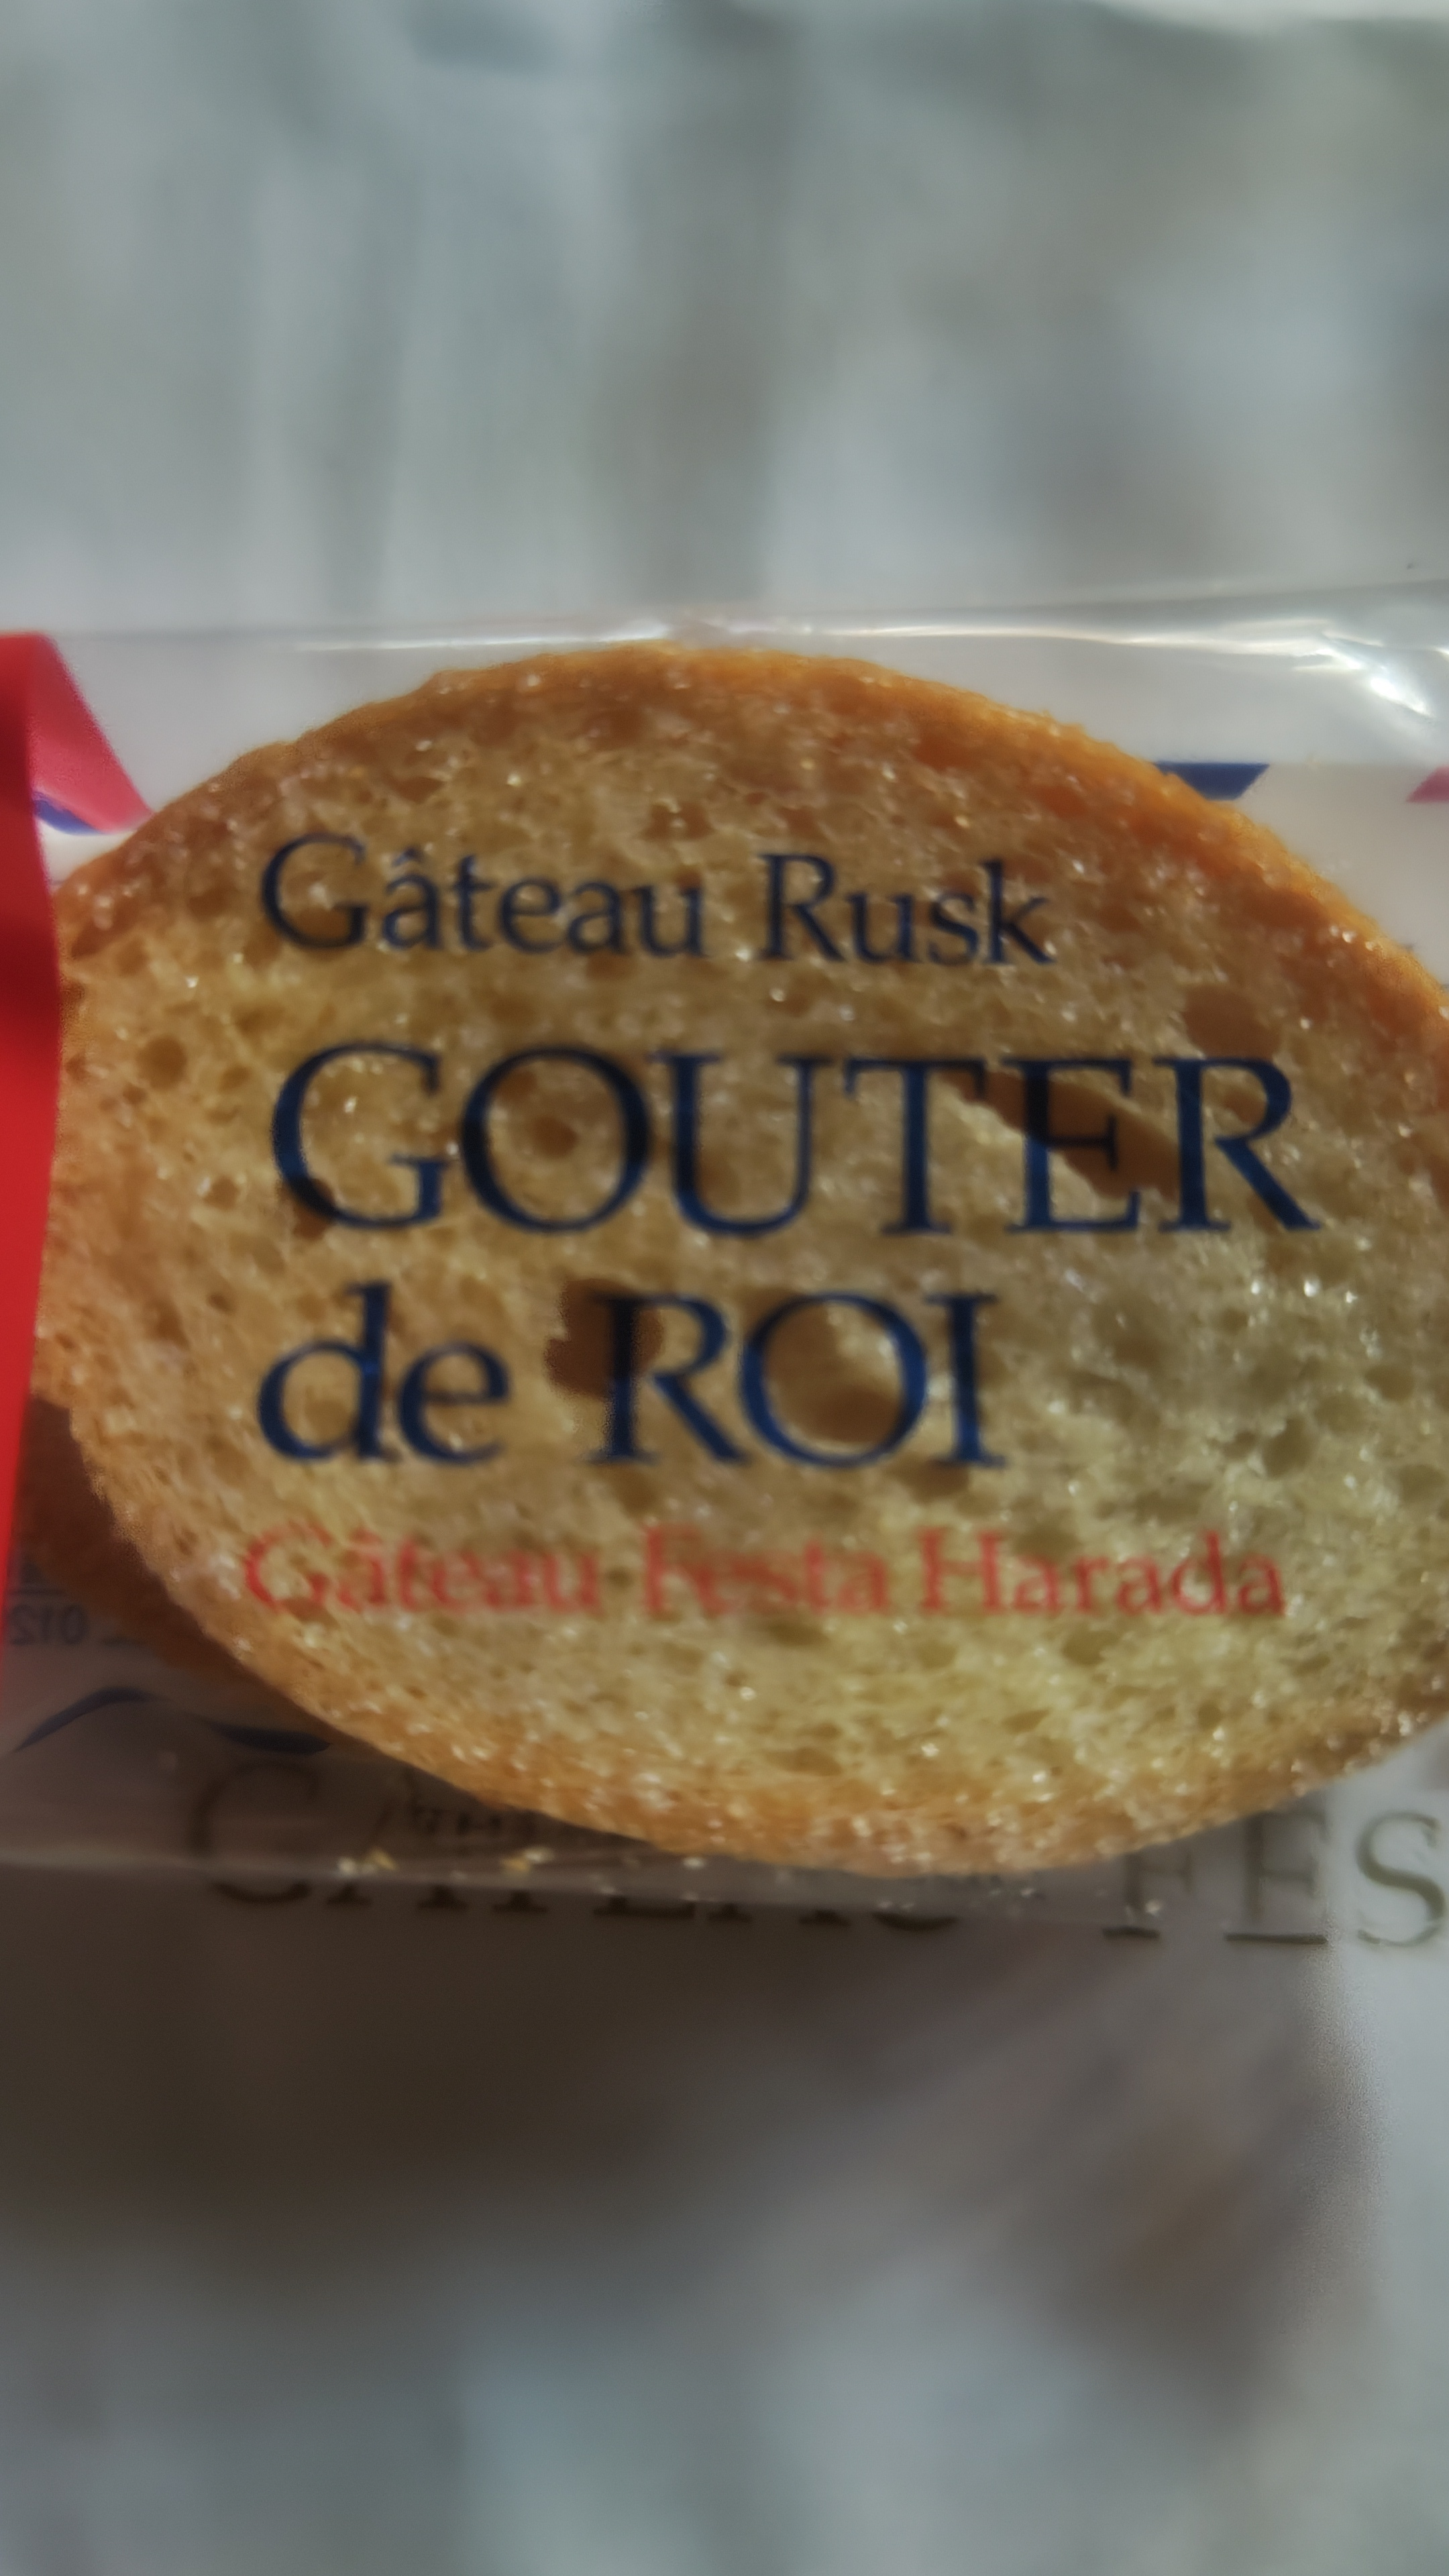 Gâteau Rusk
GOUTER
de ROI
Gâteau Festa Harada